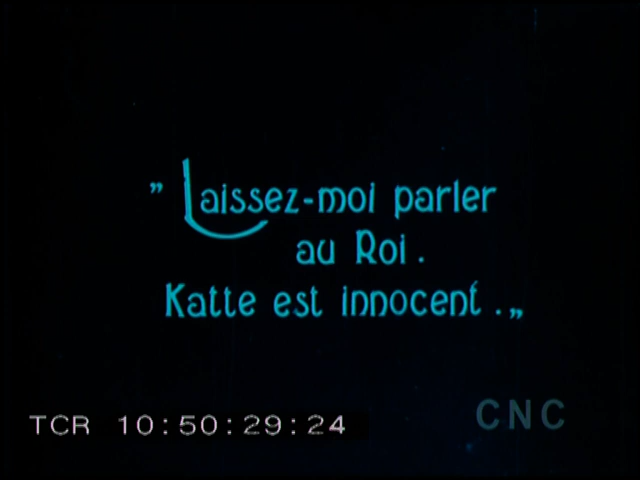 ” Laissez-moi parler
au Roi.
Katte est innocent.„
CNC
TCR 10:50:29:24